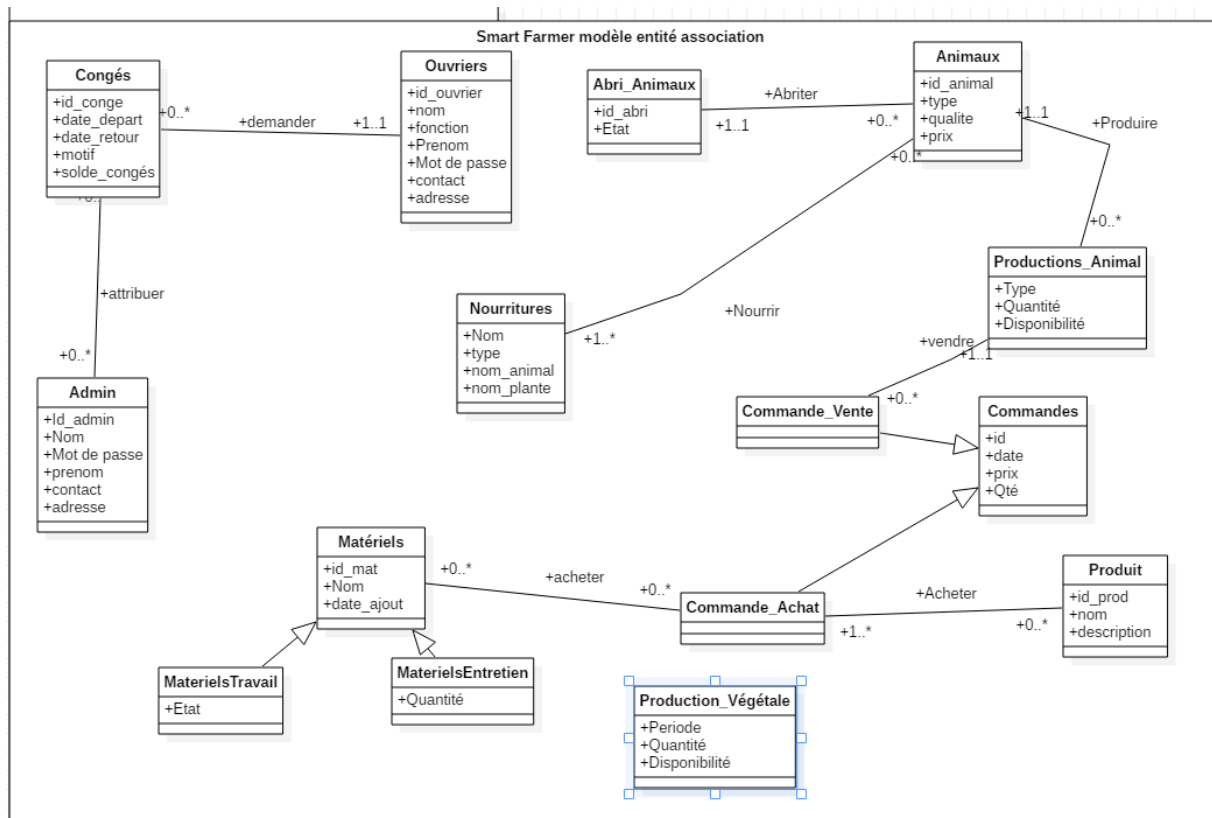 Smart Farmer modèle entité association
Congés
+id_conge
+date_depart
+date_retour
+motif
+solde_congés
+0..*
+demander
+1..1
Ouvriers
+id_ouvrier
+nom
+fonction
+Prenom
+Mot de passe
+contact
+adresse
Abri_Animaux
+id_abri
+Etat
+1..1
+Abriter
+0..*
Animaux
+id_animal
+type
+qualite
+prix
+0..*
+1..1
+Produire
+0..*
Productions_Animal
+Type
+Quantité
+Disponibilité
+attribuer
+0..*
Nourritures
+Nom
+type
+nom_animal
+nom_plante
+1..*
+Nourrir
+vendre
+1..1
+0..*
Admin
+Id_admin
+Nom
+Mot de passe
+prenom
+contact
+adresse
Commande_Vente
Commandes
+id
+date
+prix
+Qté
Matériels
+id_mat
+Nom
+date_ajout
+0..*
+acheter
+0..*
Commande_Achat
+Acheter
+1..*
+0..*
Produit
+id_prod
+nom
+description
MaterielsTravail
+Etat
MaterielsEntretien
+Quantité
Production_Végétale
+Periode
+Quantité
+Disponibilité